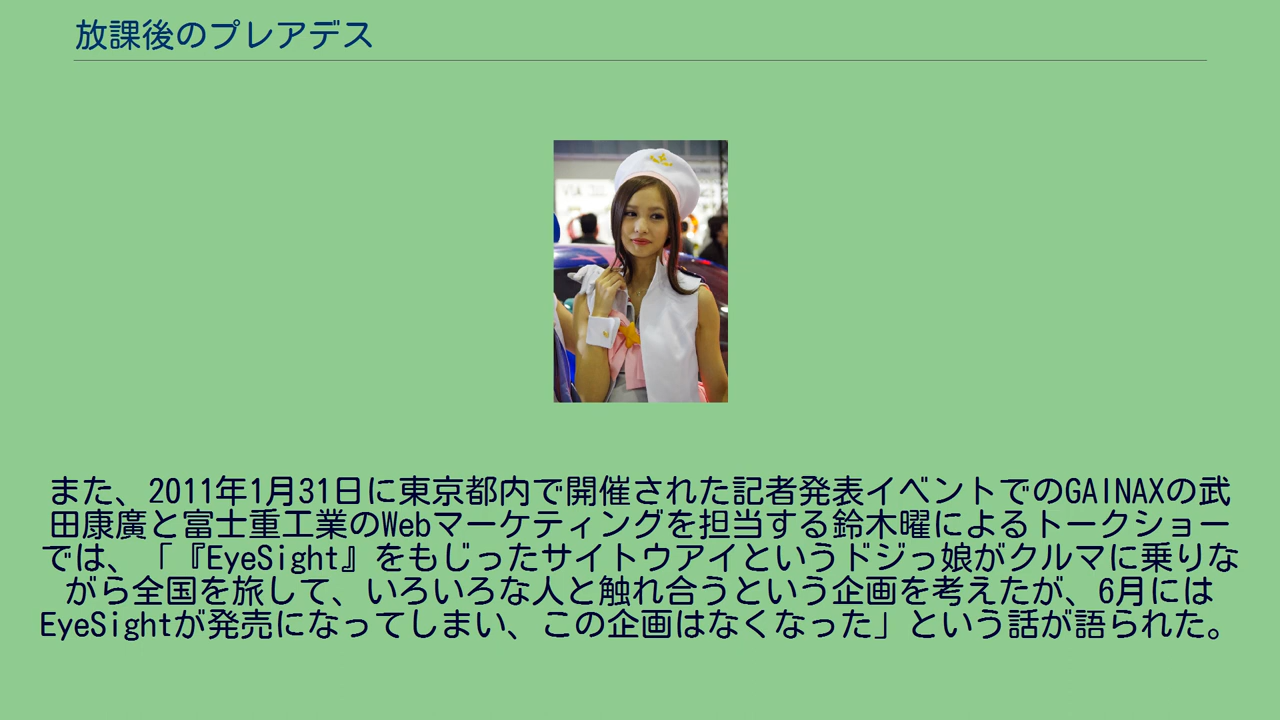 放課後のプレアデス
また、2011年1月31日に東京都内で開催された記者発表イベントでのGAINAXの武
田康廣と富士重工業のWebマーケティングを担当する鈴木曜によるトークショー
では、「『EyeSight』をもじったサイトウアイというドジっ娘がクルマに乗りな
がら全国を旅して、いろいろな人と触れ合うという企画を考えたが、6月には
EyeSightが発売になってしまい、この企画はなくなった」という話が語られた。